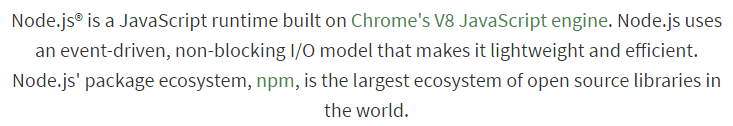 Node.js® is a JavaScript runtime built on Chrome's V8 JavaScript engine. Node.js uses
an event-driven, non-blocking I/O model that makes it lightweight and efficient.
Node.js' package ecosystem, npm, is the largest ecosystem of open source libraries in
the world.